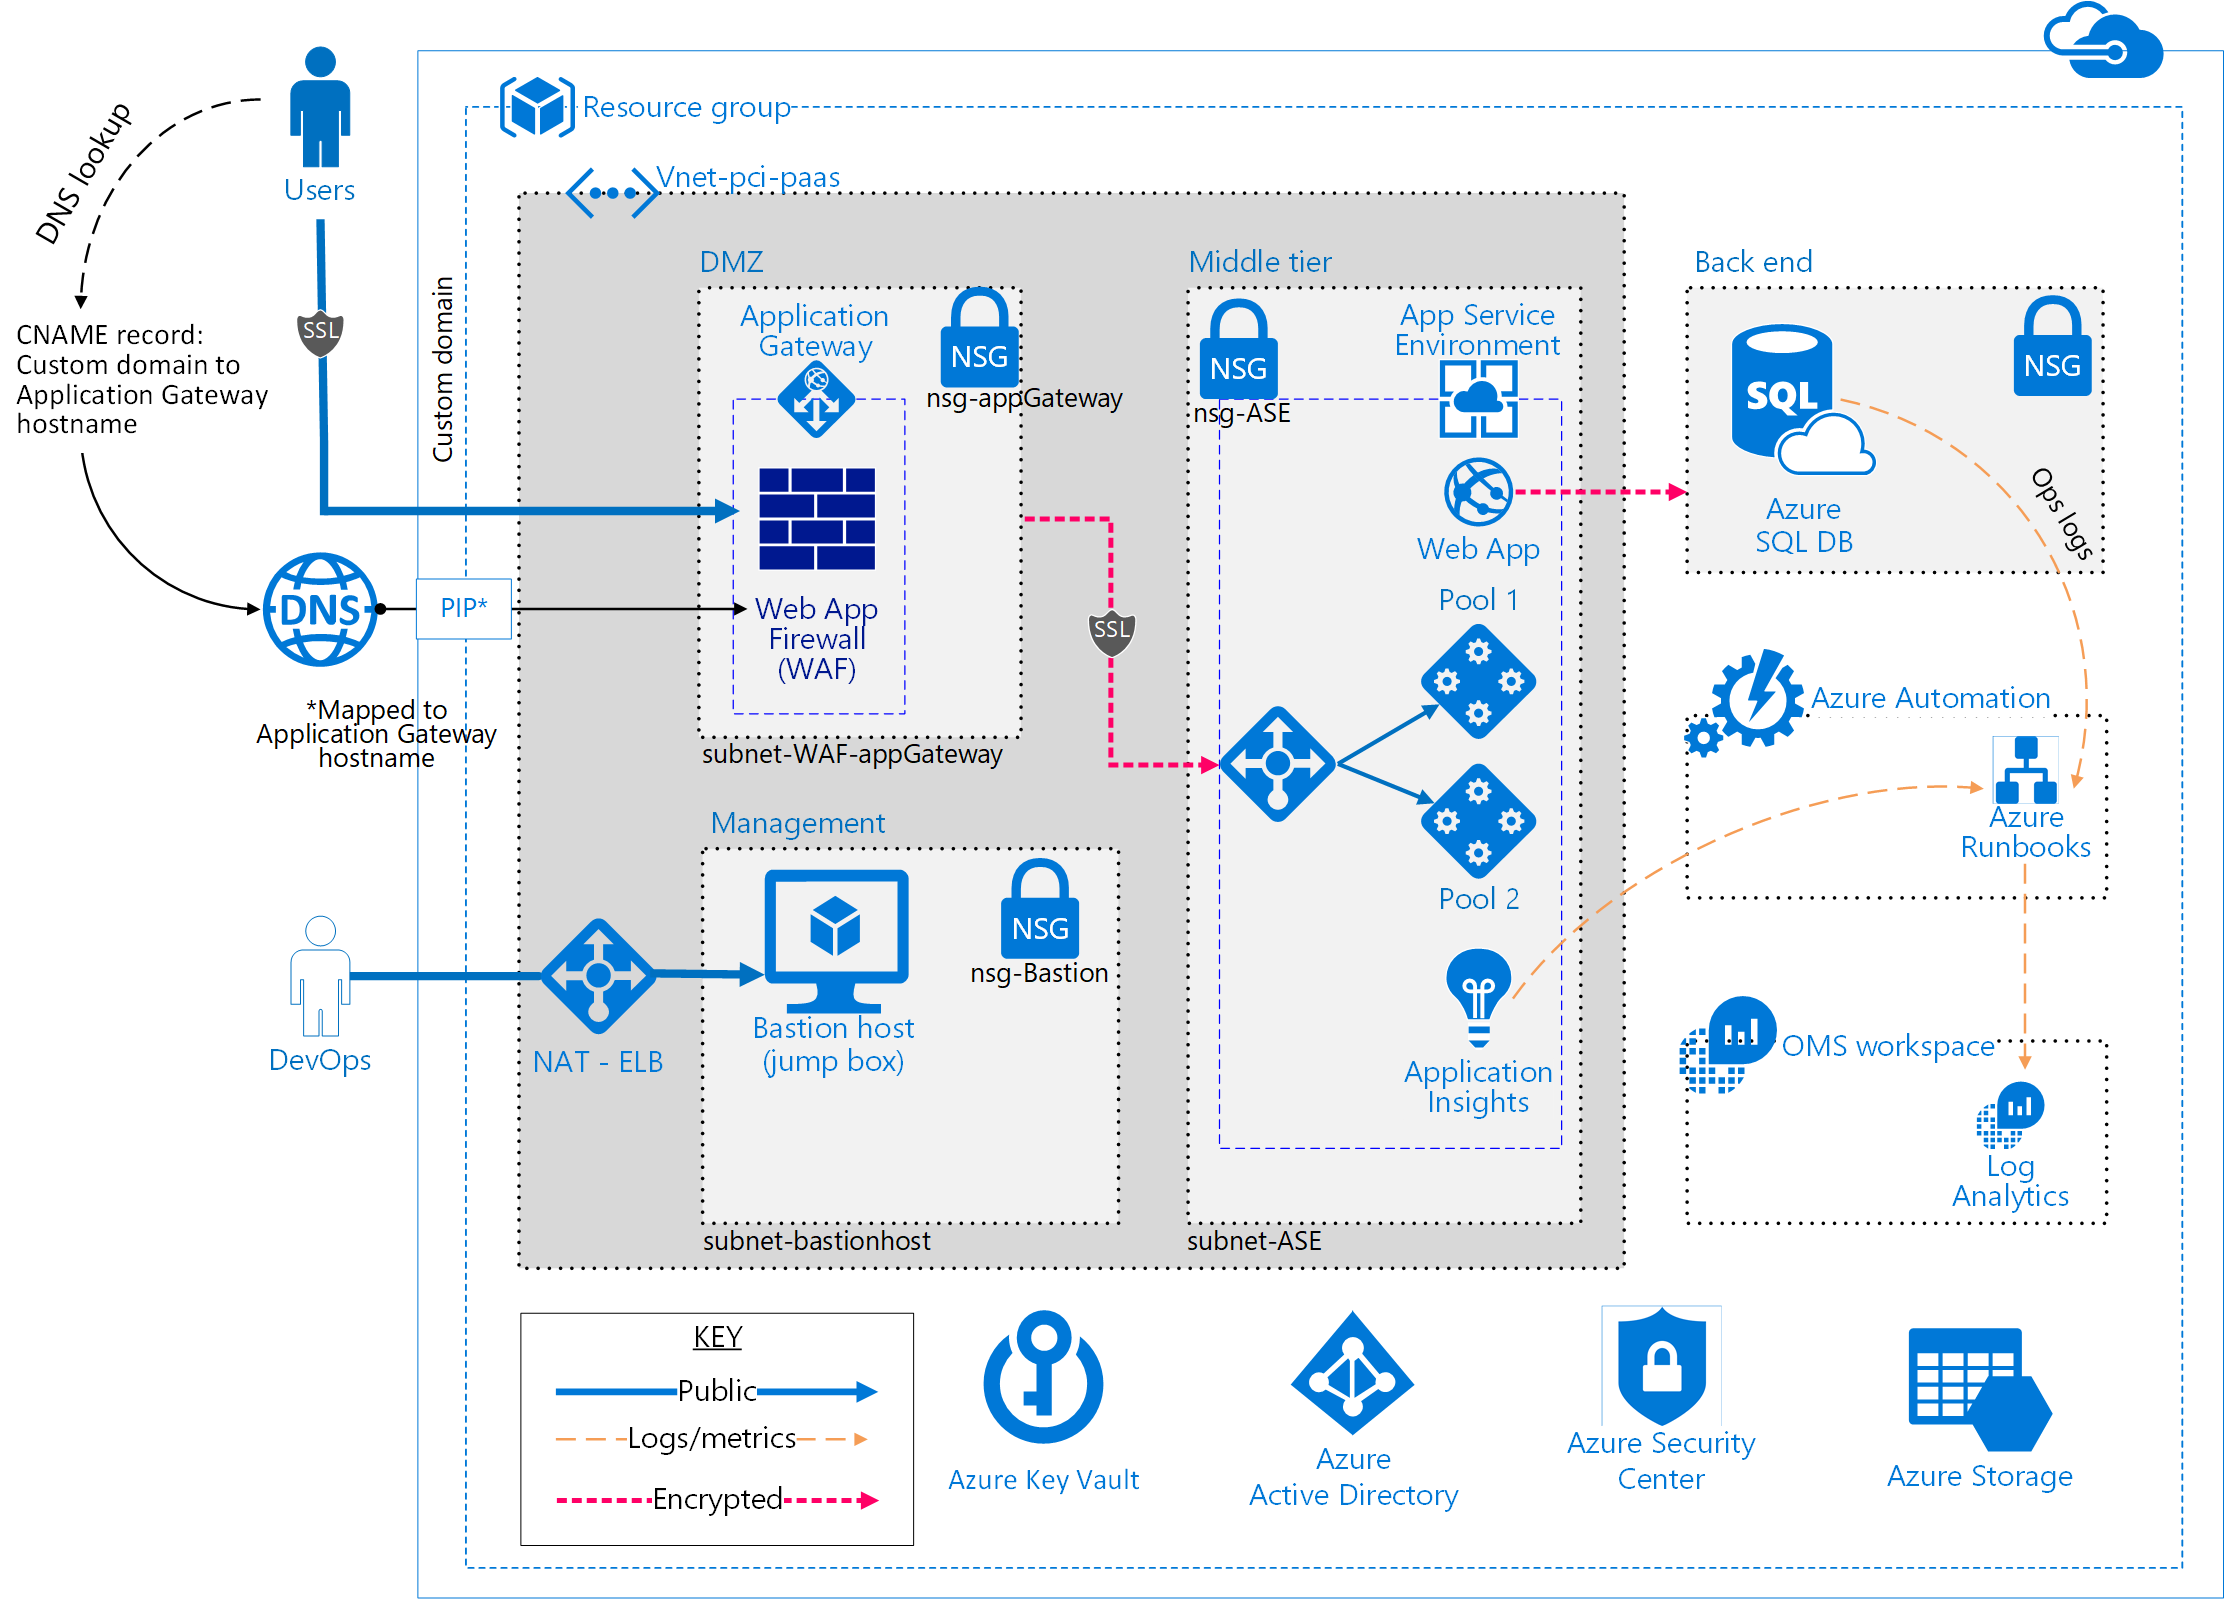 Resource group
Vnet-pci-paas
Users
DNS lookup
SSL
CNAME record:
Custom domain to
Application Gateway
hostname
Custom domain
DNS
PIP*
*Mapped to
Application Gateway
hostname
DMZ
Application
Gateway
NSG
nsg-appGateway
Web App
Firewall
(WAF)
subnet-WAF-appGateway
SSL
Middle tier
NSG
nsg-ASE
App Service
Environment
Web App
Pool 1
Pool 2
Application
Insights
subnet-ASE
Back end
SQL
NSG
Azure
SQL DB
Ops logs
Azure Automation
Azure
Runbooks
OMS workspace
Log
Analytics
Management
NSG
nsg-Bastion
Bastion host
(jump box)
subnet-bastionhost
DevOps
NAT - ELB
KEY
Public
Logs/metrics
Encrypted
Azure Key Vault
Azure
Active Directory
Azure Security
Center
Azure Storage